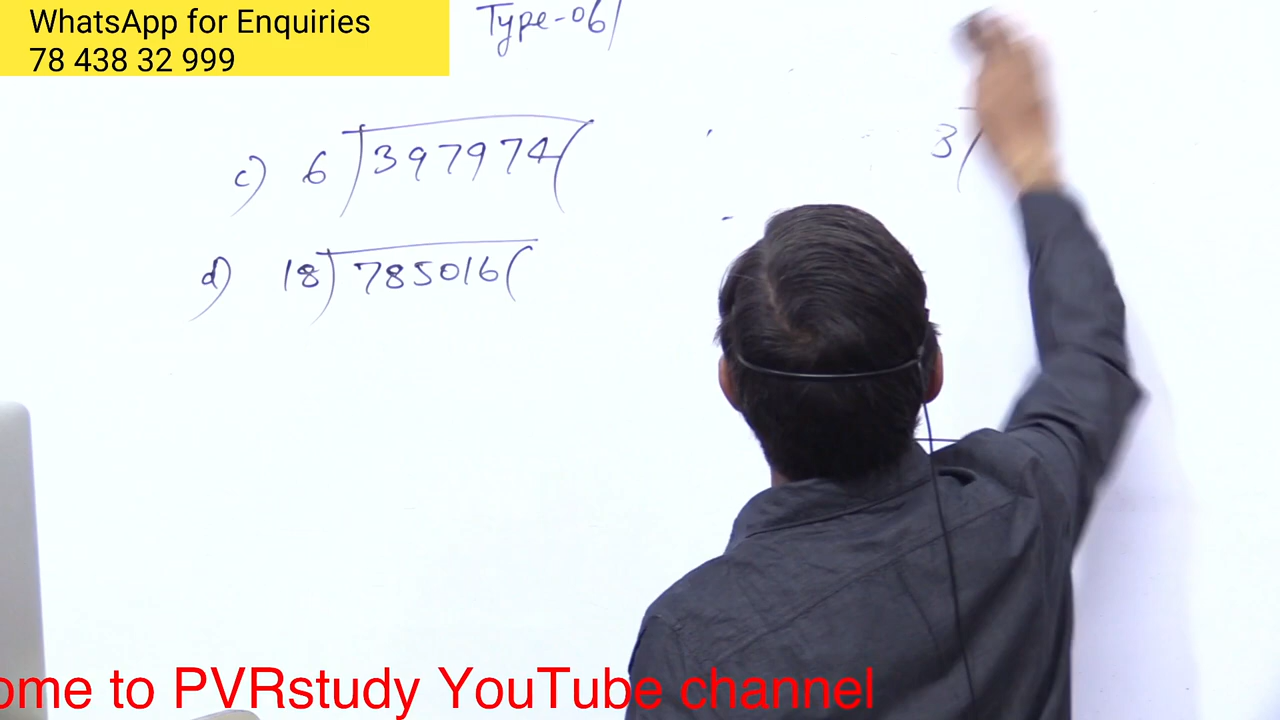 WhatsApp for Enquiries
78 438 32 999
Type-06/
c) 6)397974(
3(
d) 18)785016(
ome to PVRstudy YouTube channel